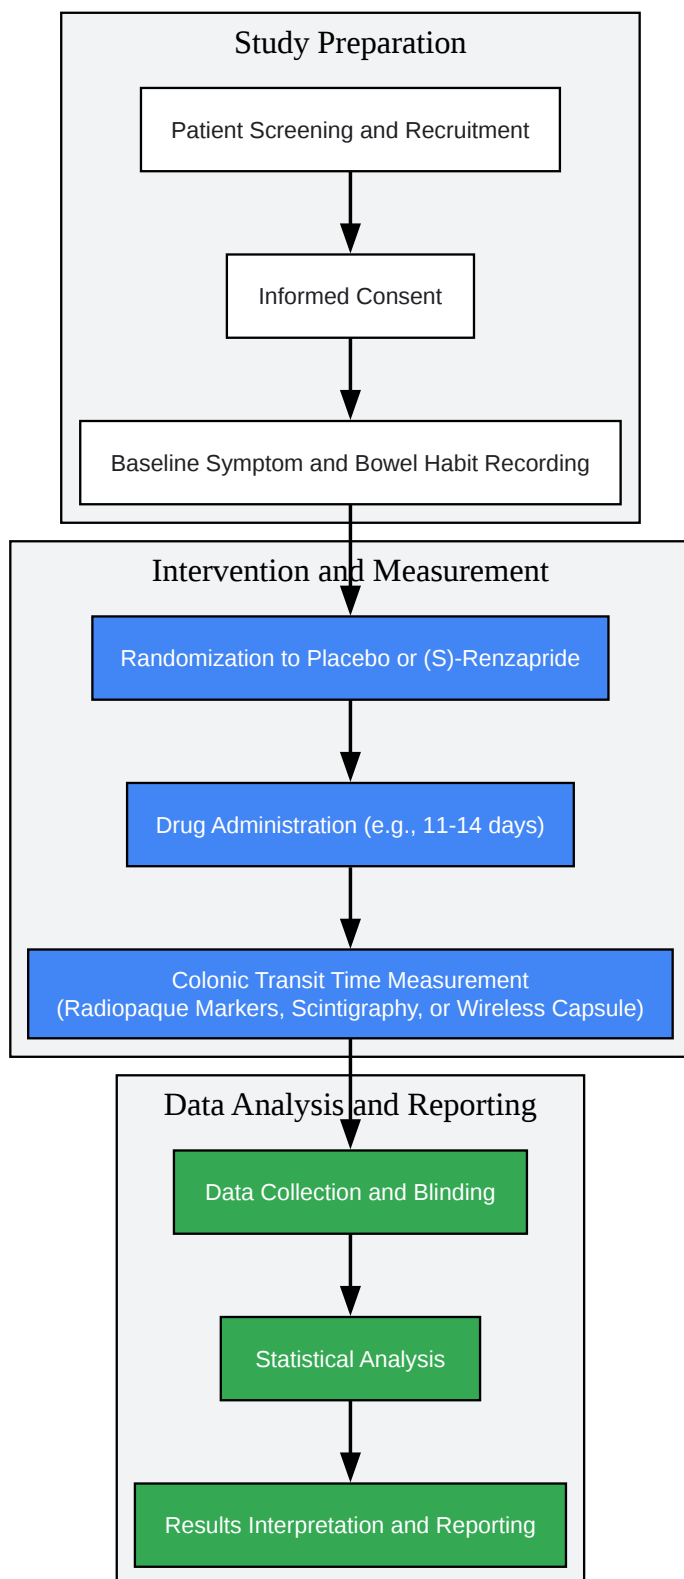 Study Preparation
Patient Screening and Recruitment
Informed Consent
Baseline Symptom and Bowel Habit Recording
Intervention and Measurement
Randomization to Placebo or (S)-Renzapride
Drug Administration (e.g., 11-14 days)
Colonic Transit Time Measurement
(Radiopaque Markers, Scintigraphy, or Wireless Capsule)
Data Analysis and Reporting
Data Collection and Blinding
Statistical Analysis
Results Interpretation and Reporting